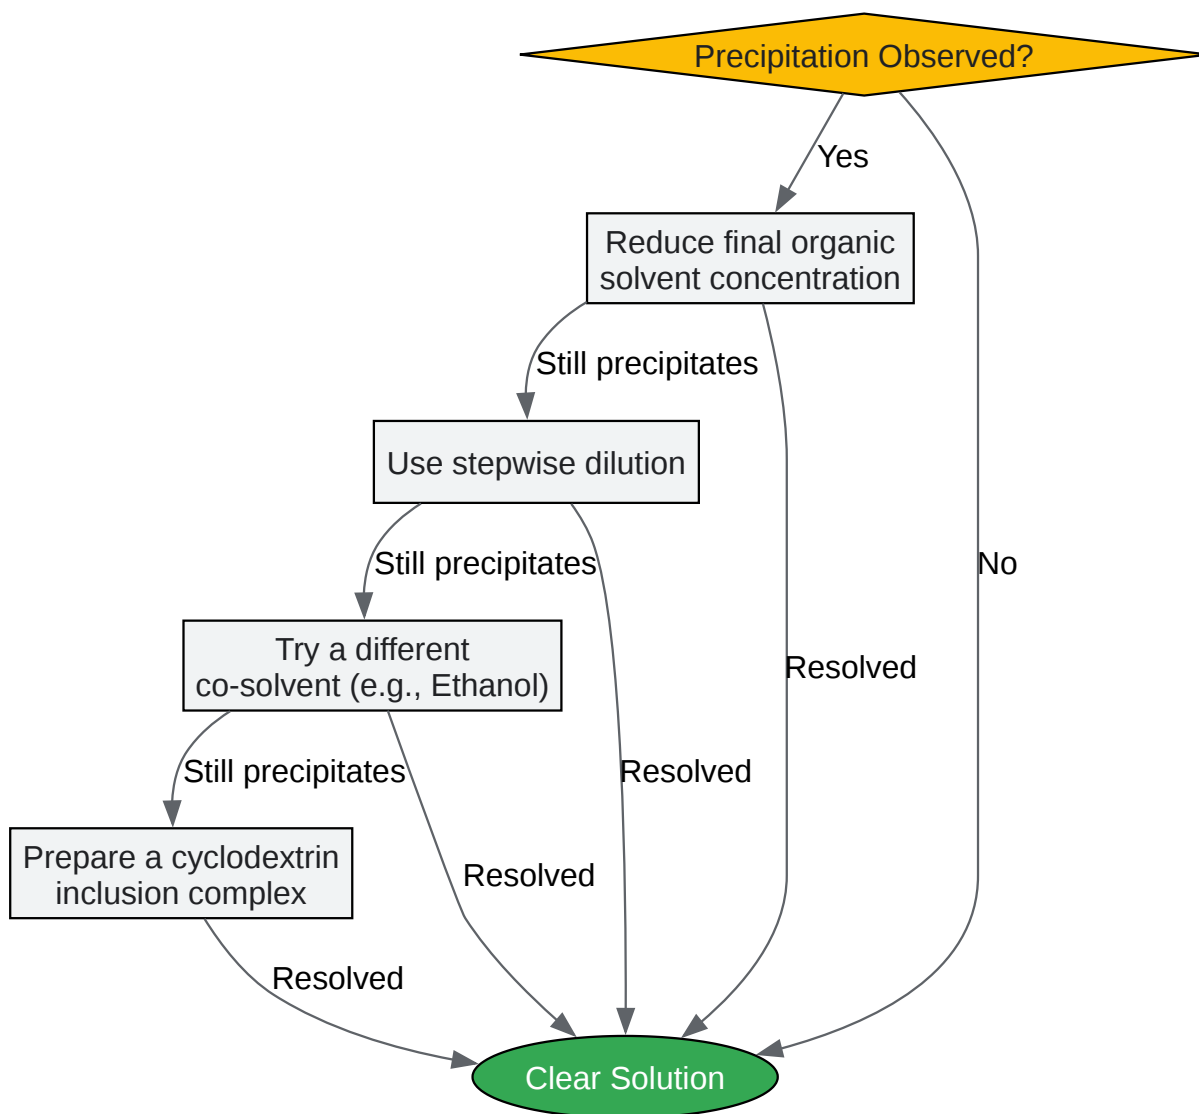 Precipitation Observed?
Yes
Reduce final organic
solvent concentration
Still precipitates
Use stepwise dilution
Still precipitates
No
Try a different
co-solvent (e.g., Ethanol)
Resolved
Still precipitates
Resolved
Prepare a cyclodextrin
inclusion complex
Resolved
Resolved
Clear Solution